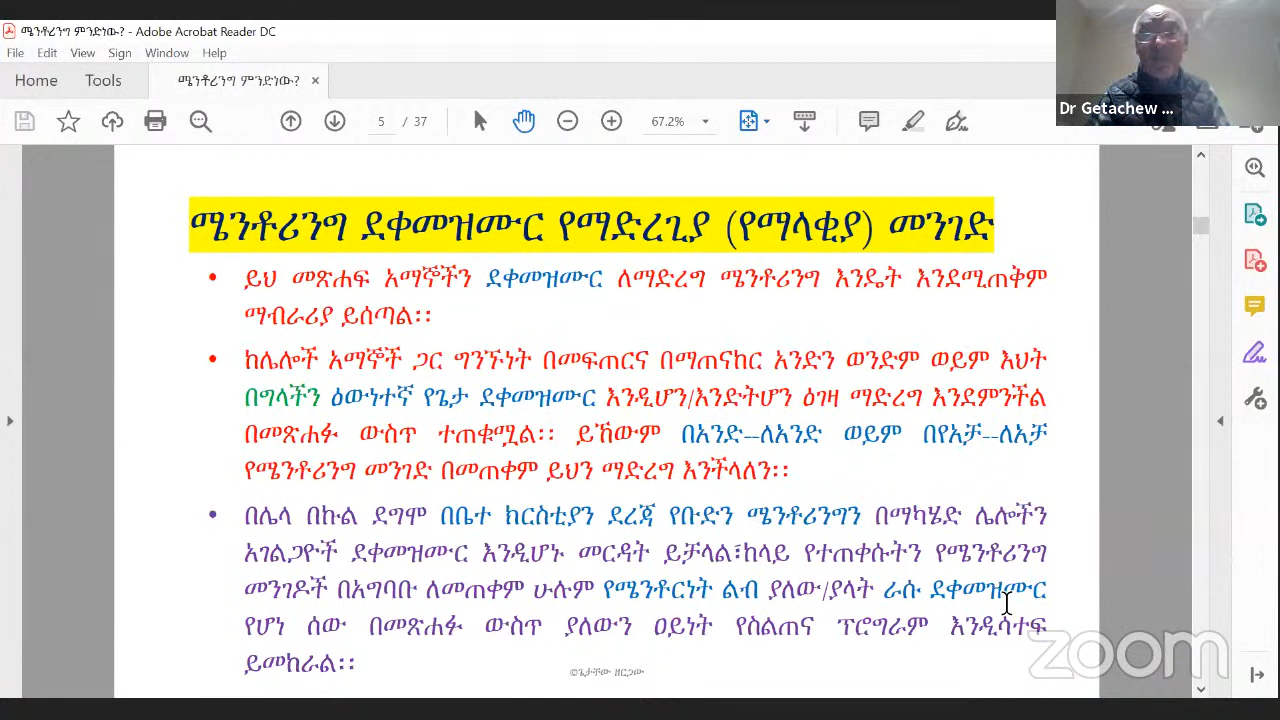 ሜንቶሪንግ ምንድነው? - Adobe Acrobat Reader DC
File Edit View Sign Window Help
Home Tools ሜንቶሪንግ ምንድነው? ×
5 / 37 67.2%
Dr Getachew ...
ሜንቶሪንግ ደቀመዝሙር የማድረጊያ (የማላቂያ) መንገድ
• ይህ መጽሐፍ አማኞችን ደቀመዝሙር ለማድረግ ሜንቶሪንግ እንዴት እንደሚጠቅም
ማብራሪያ ይሰጣል፡፡
• ከሌሎች አማኞች ጋር ግንኙነት በመፍጠርና በማጠናከር አንድን ወንድም ወይም እህት
በግላችን ዕውነተኛ የጌታ ደቀመዝሙር እንዲሆን/እንድትሆን ዕገዛ ማድረግ እንደምንችል
በመጽሐፉ ውስጥ ተጠቁሟል፡፡ ይኸውም በአንድ--ለአንድ ወይም በየአቻ--ለአቻ
የሜንቶሪንግ መንገድ በመጠቀም ይህን ማድረግ እንችላለን፡፡
• በሌላ በኩል ደግሞ በቤተ ክርስቲያን ደረጃ የቡድን ሜንቶሪንግን በማካሄድ ሌሎችን
አገልጋዮች ደቀመዝሙር እንዲሆኑ መርዳት ይቻላል፣ከላይ የተጠቀሱትን የሜንቶሪንግ
መንገዶች በአግባቡ ለመጠቀም ሁሉም የሜንቶርነት ልብ ያለው/ያላት ራሱ ደቀመዝሙር
የሆነ ሰው በመጽሐፉ ውስጥ ያለውን ዐይነት የስልጠና ፕሮግራም እንዲሳተፍ
ይመከራል፡፡
©ጌታቸው ዘርጋው
zoom